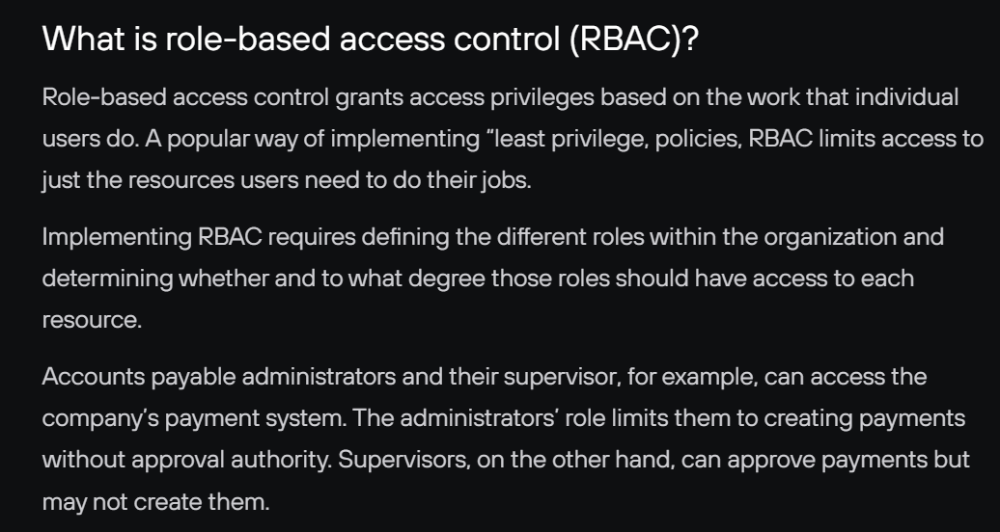 What is role-based access control (RBAC)?
Role-based access control grants access privileges based on the work that individual
users do. A popular way of implementing “least privilege, policies, RBAC limits access to
just the resources users need to do their jobs.
Implementing RBAC requires defining the different roles within the organization and
determining whether and to what degree those roles should have access to each
resource.
Accounts payable administrators and their supervisor, for example, can access the
company’s payment system. The administrators’ role limits them to creating payments
without approval authority. Supervisors, on the other hand, can approve payments but
may not create them.